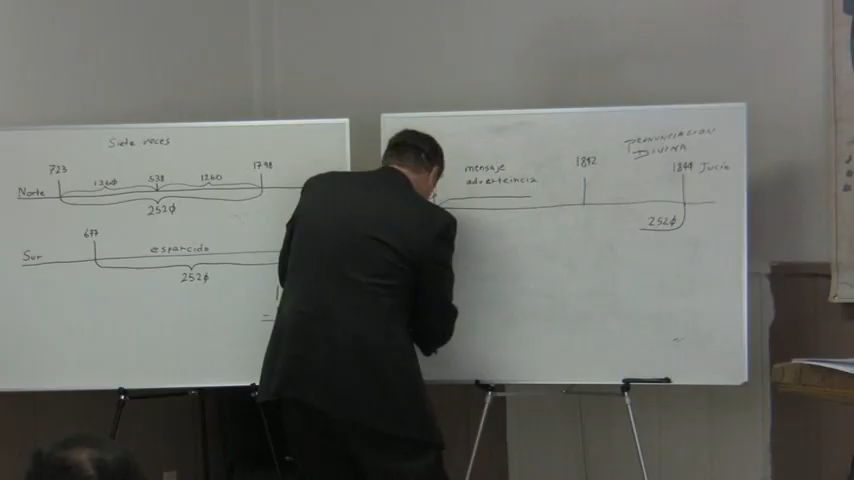 Siete veces
723 538 1798
1260 1260
Norte
2520
677
Sur esparcido
2520
mensaje
advertencia
1842
PRONUNCIACION
DIVINA
1844 Juicio
2520